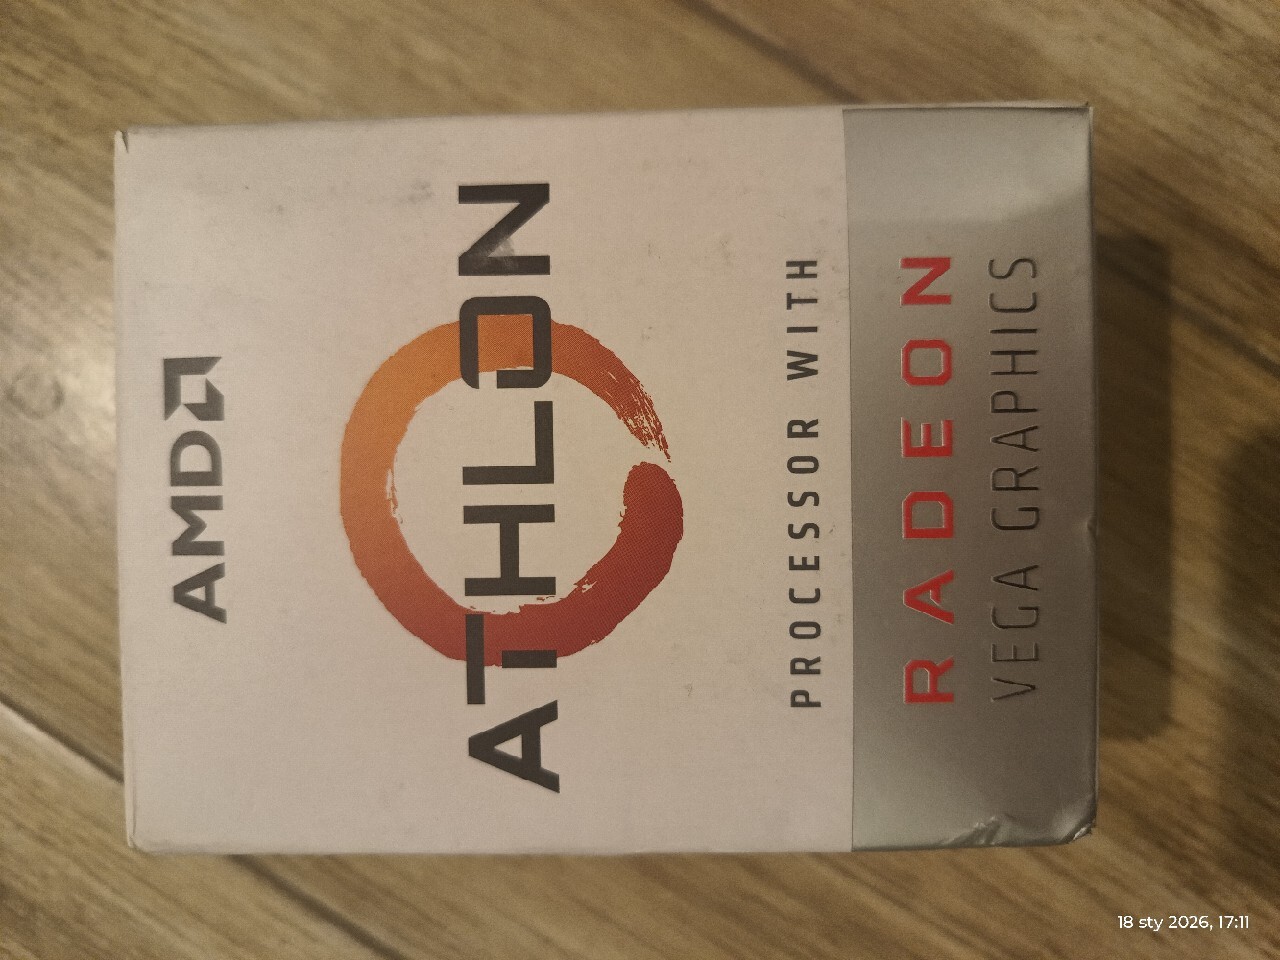 AMD
ATHLON
PROCESSOR WITH
RADEON
VEGA GRAPHICS
18 sty 2026, 17:11